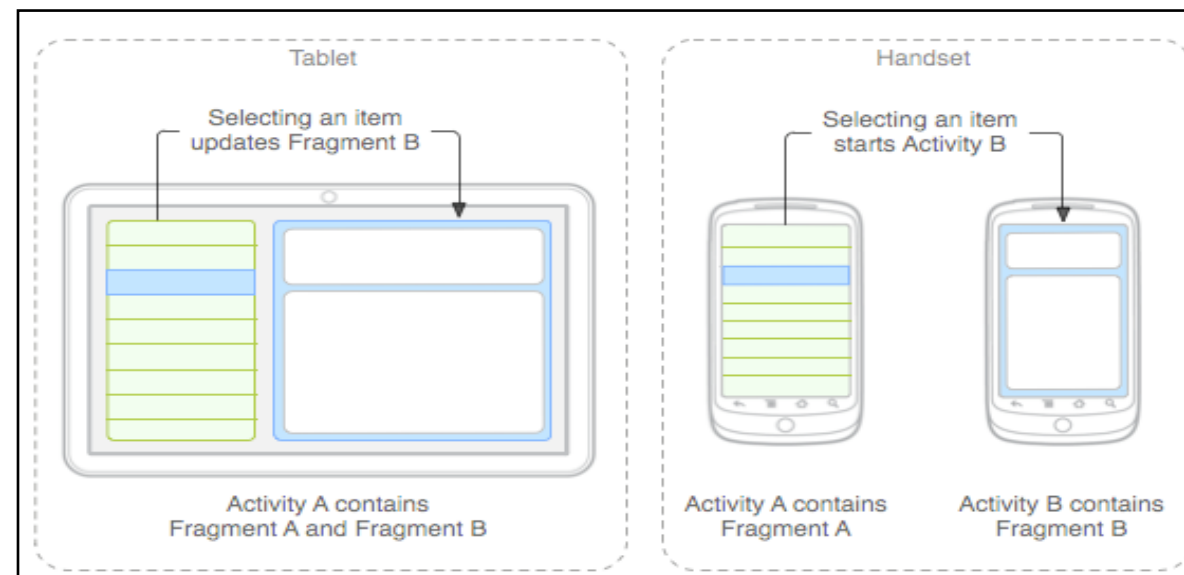 Tablet
Selecting an item
updates Fragment B
Activity A contains
Fragment A and Fragment B
Handset
Selecting an item
starts Activity B
Activity A contains
Fragment A
Activity B contains
Fragment B